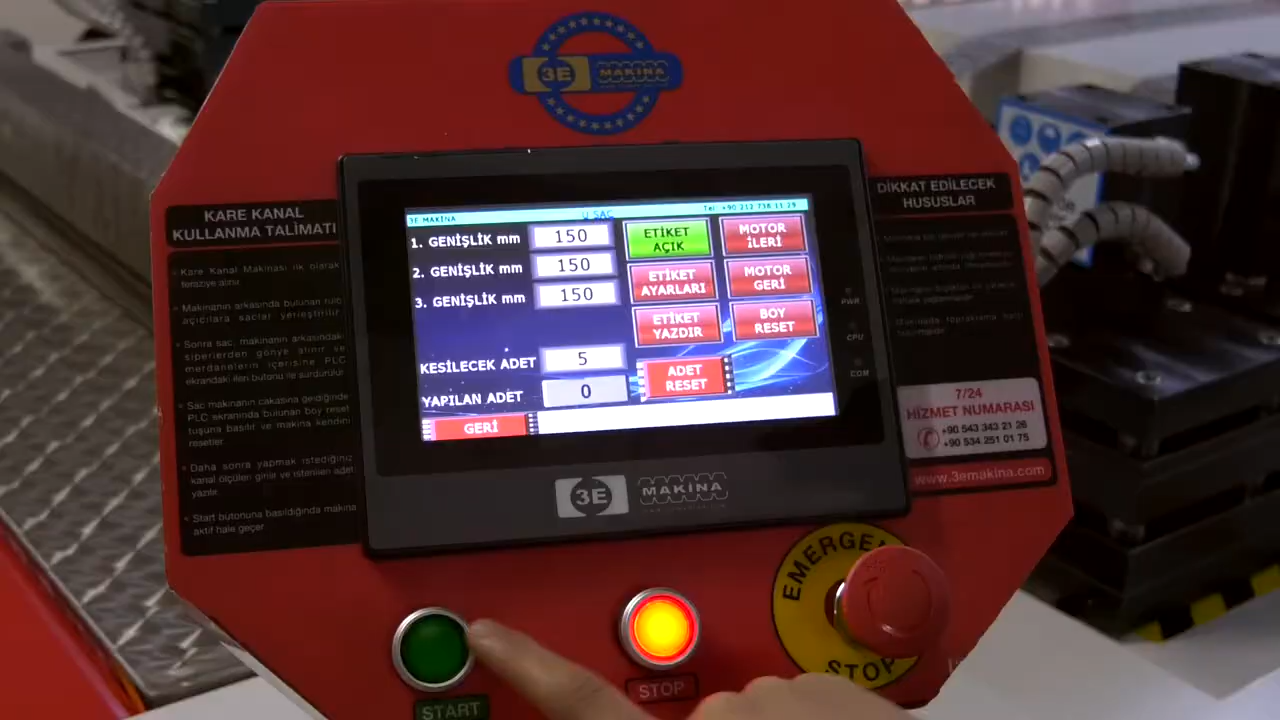 3E MAKİNA
KARE KANAL
KULLANMA TALİMATI
Kare Kanal Makinası ilk olarak
teraziye alınır.
Makinanın arkasında bulunan rulo
açıcılara saclar yerleştirilir.
Sonra sac, makinanın arkasındaki
siperlerden gönye alınır ve
merdanelerin içerisine PLC
ekrandaki ileri butonu ile sürdürülür.
Sac makinanın çakasına geldiğinde
PLC ekranında bulunan boy reset
tuşuna basılır ve makina kendini
resetler.
Daha sonra yapmak istediğiniz
kanal ölçüleri girilir ve istenilen adet
yazılır.
Start butonuna basıldığında makina
aktif hale geçer.
3E MAKİNA U SAC Tel: +90 212 738 11 29
1. GENİŞLİK mm 150
2. GENİŞLİK mm 150
3. GENİŞLİK mm 150
KESİLECEK ADET 5
YAPILAN ADET 0
GERİ
ETİKET
AÇIK
MOTOR
İLERİ
ETİKET
AYARLARI
MOTOR
GERİ
ETİKET
YAZDIR
BOY
RESET
ADET
RESET
PWR
CPU
COM
3E MAKİNA
DİKKAT EDİLECEK
HUSUSLAR
7/24
HİZMET NUMARASI
+90 543 343 21 26
+90 534 251 01 75
www.3emakina.com
START
STOP
STOP